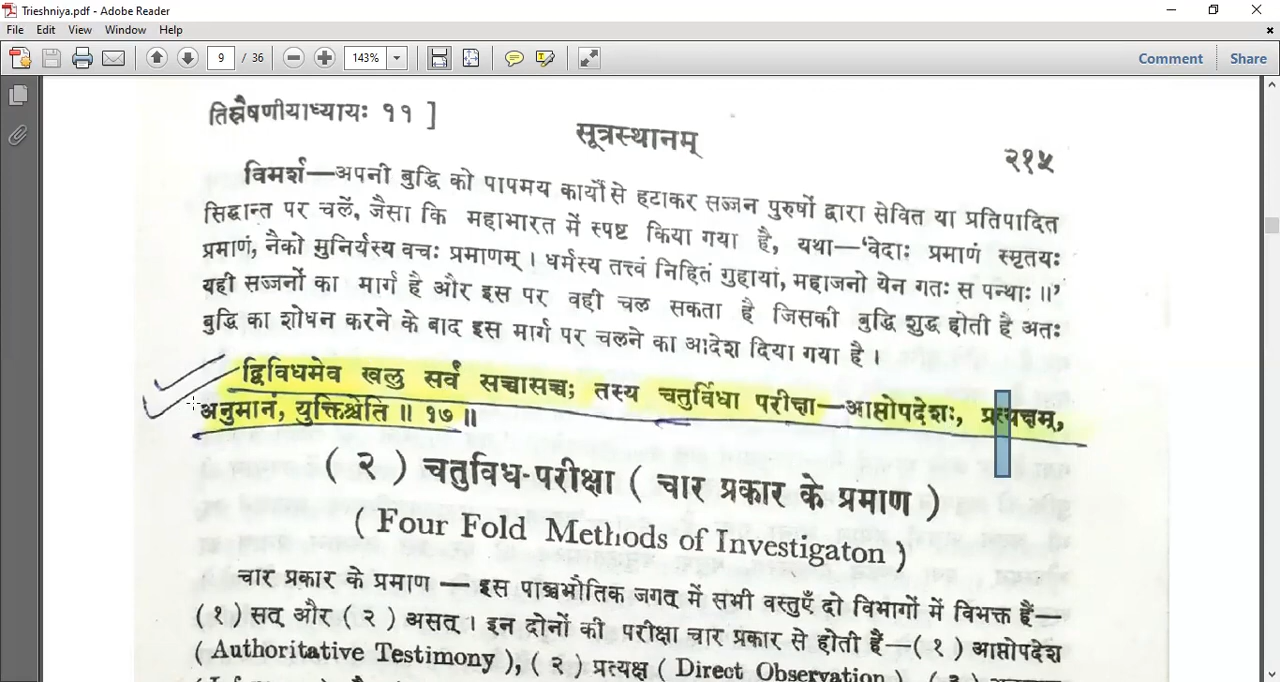 Trieshniya.pdf - Adobe Reader
File Edit View Window Help
9 / 36 143% Comment Share
तिस्रैषणीयाध्यायः ११ ]
सूत्रस्थानम्
२१५
विमर्श—अपनी बुद्धि को पापमय कार्यों से हटाकर सज्जन पुरुषों द्वारा सेवित या प्रतिपादित
सिद्धान्त पर चलें, जैसा कि महाभारत में स्पष्ट किया गया है, यथा—'वेदाः प्रमाणं स्मृतयः
प्रमाणं, नैको मुनिर्यस्य वचः प्रमाणम् । धर्मस्य तत्त्वं निहितं गुहायां, महाजनो येन गतः स पन्थाः ॥'
यही सज्जनों का मार्ग है और इस पर वही चल सकता है जिसकी बुद्धि शुद्ध होती है अतः
बुद्धि का शोधन करने के बाद इस मार्ग पर चलने का आदेश दिया गया है ।
द्विविधमेव खलु सर्वं सच्चासच्च; तस्य चतुर्विधा परीक्षा—आप्तोपदेशः, प्रत्यक्षम्,
अनुमानं, युक्तिश्चेति ॥ १७ ॥
( २ ) चतुर्विध-परीक्षा ( चार प्रकार के प्रमाण )
( Four Fold Methods of Investigaton )
चार प्रकार के प्रमाण — इस पाञ्चभौतिक जगत् में सभी वस्तुएँ दो विभागों में विभक्त हैं—
( १ ) सत् और ( २ ) असत् । इन दोनों की परीक्षा चार प्रकार से होती है—( १ ) आप्तोपदेश
( Authoritative Testimony ), ( २ ) प्रत्यक्ष ( Direct Observation